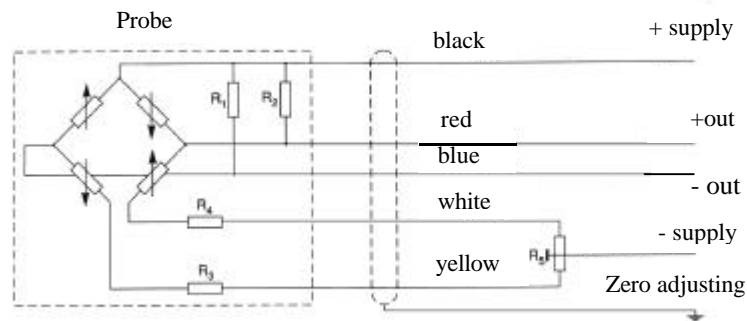 Probe
black
+ supply
R1
R2
red
+out
blue
- out
white
R4
- supply
R5
yellow
R3
Zero adjusting